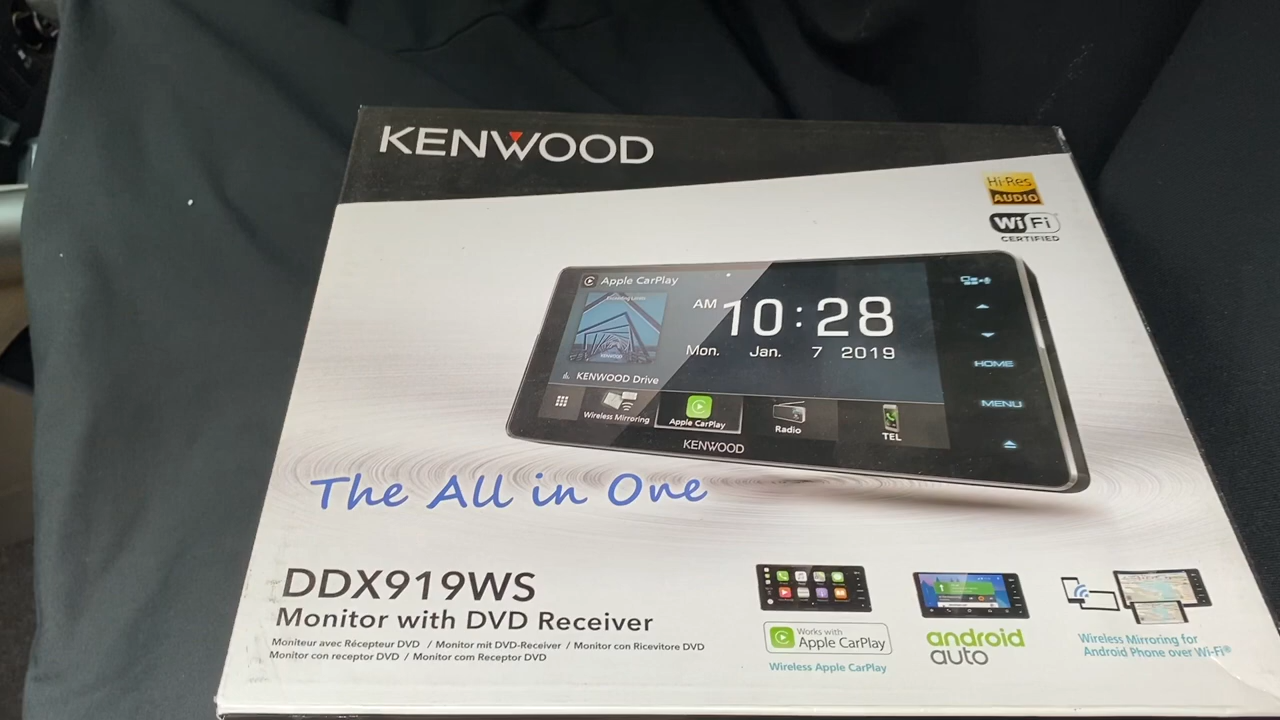 KENWOOD
Hi-Res
AUDIO
Wi Fi
CERTIFIED
Apple CarPlay
AM 10:28
Mon. Jan. 7 2019
KENWOOD Drive
HOME
MENU
Wireless Mirroring
Apple CarPlay
Radio
TEL
KENWOOD
The All in One
DDX919WS
Monitor with DVD Receiver
Moniteur avec Récepteur DVD / Monitor mit DVD-Receiver / Monitor con Ricevitore DVD
Monitor con receptor DVD / Monitor com Receptor DVD
Works with
Apple CarPlay
Wireless Apple CarPlay
android
auto
Wireless Mirroring for
Android Phone over Wi-Fi®